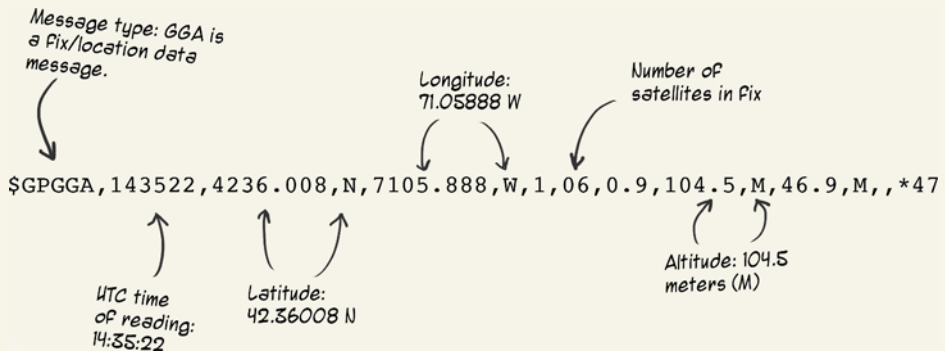 Message type: GGA is
a fix/location data
message.
Longitude:
71.05888 W
Number of
satellites in fix
$GPGGA,143522,4236.008,N,7105.888,W,1,06,0.9,104.5,M,46.9,M,,*47
UTC time
of reading:
14:35:22
Latitude:
42.36008 N
Altitude: 104.5
meters (M)